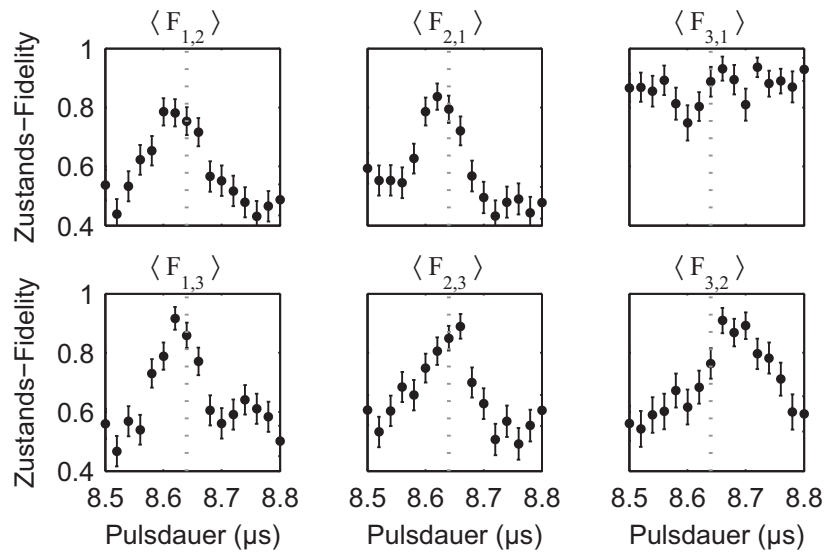 ⟨ F1,2 ⟩ ⟨ F2,1 ⟩ ⟨ F3,1 ⟩
Zustands−Fidelity
1
0.8
0.6
0.4
⟨ F1,3 ⟩ ⟨ F2,3 ⟩ ⟨ F3,2 ⟩
Zustands−Fidelity
1
0.8
0.6
0.4
8.5 8.6 8.7 8.8 8.5 8.6 8.7 8.8 8.5 8.6 8.7 8.8
Pulsdauer (µs) Pulsdauer (µs) Pulsdauer (µs)